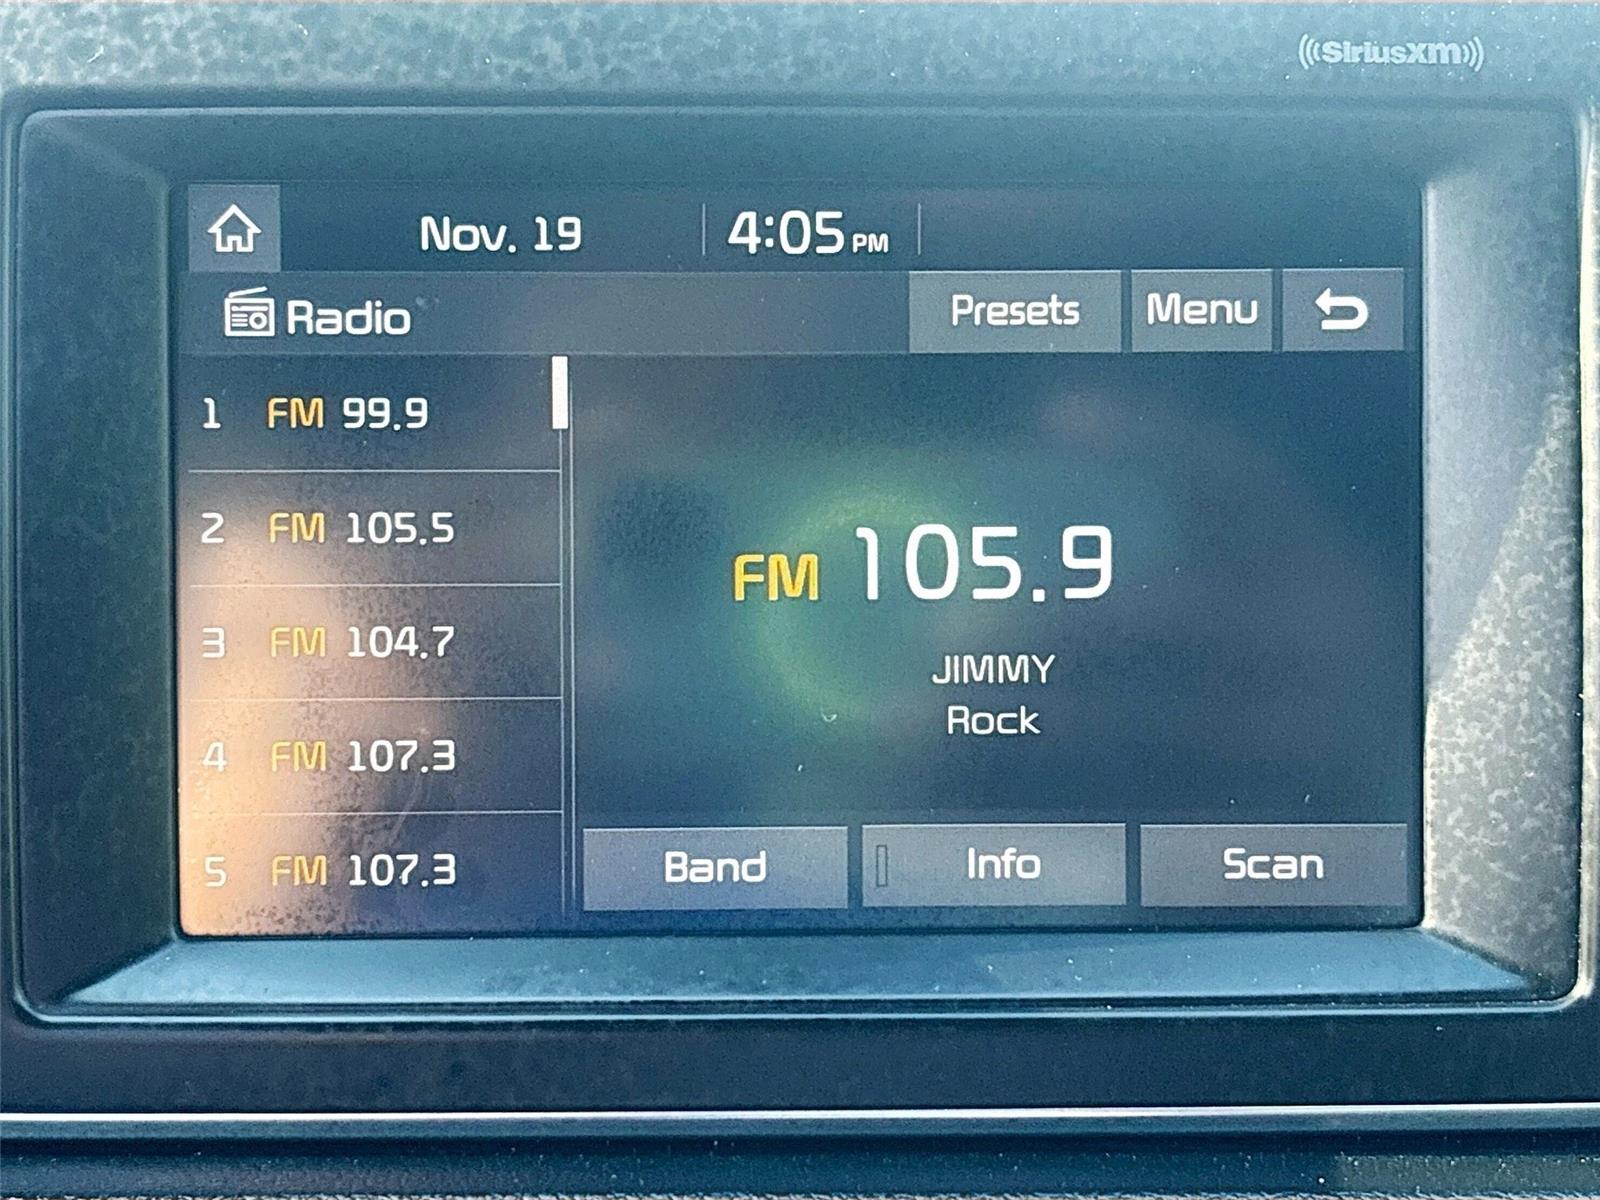 ((SiriusXM))
Nov. 19 4:05 PM
Radio Presets Menu
1 FM 99.9
2 FM 105.5
3 FM 104.7
4 FM 107.3
5 FM 107.3
FM 105.9
JIMMY
Rock
Band Info Scan